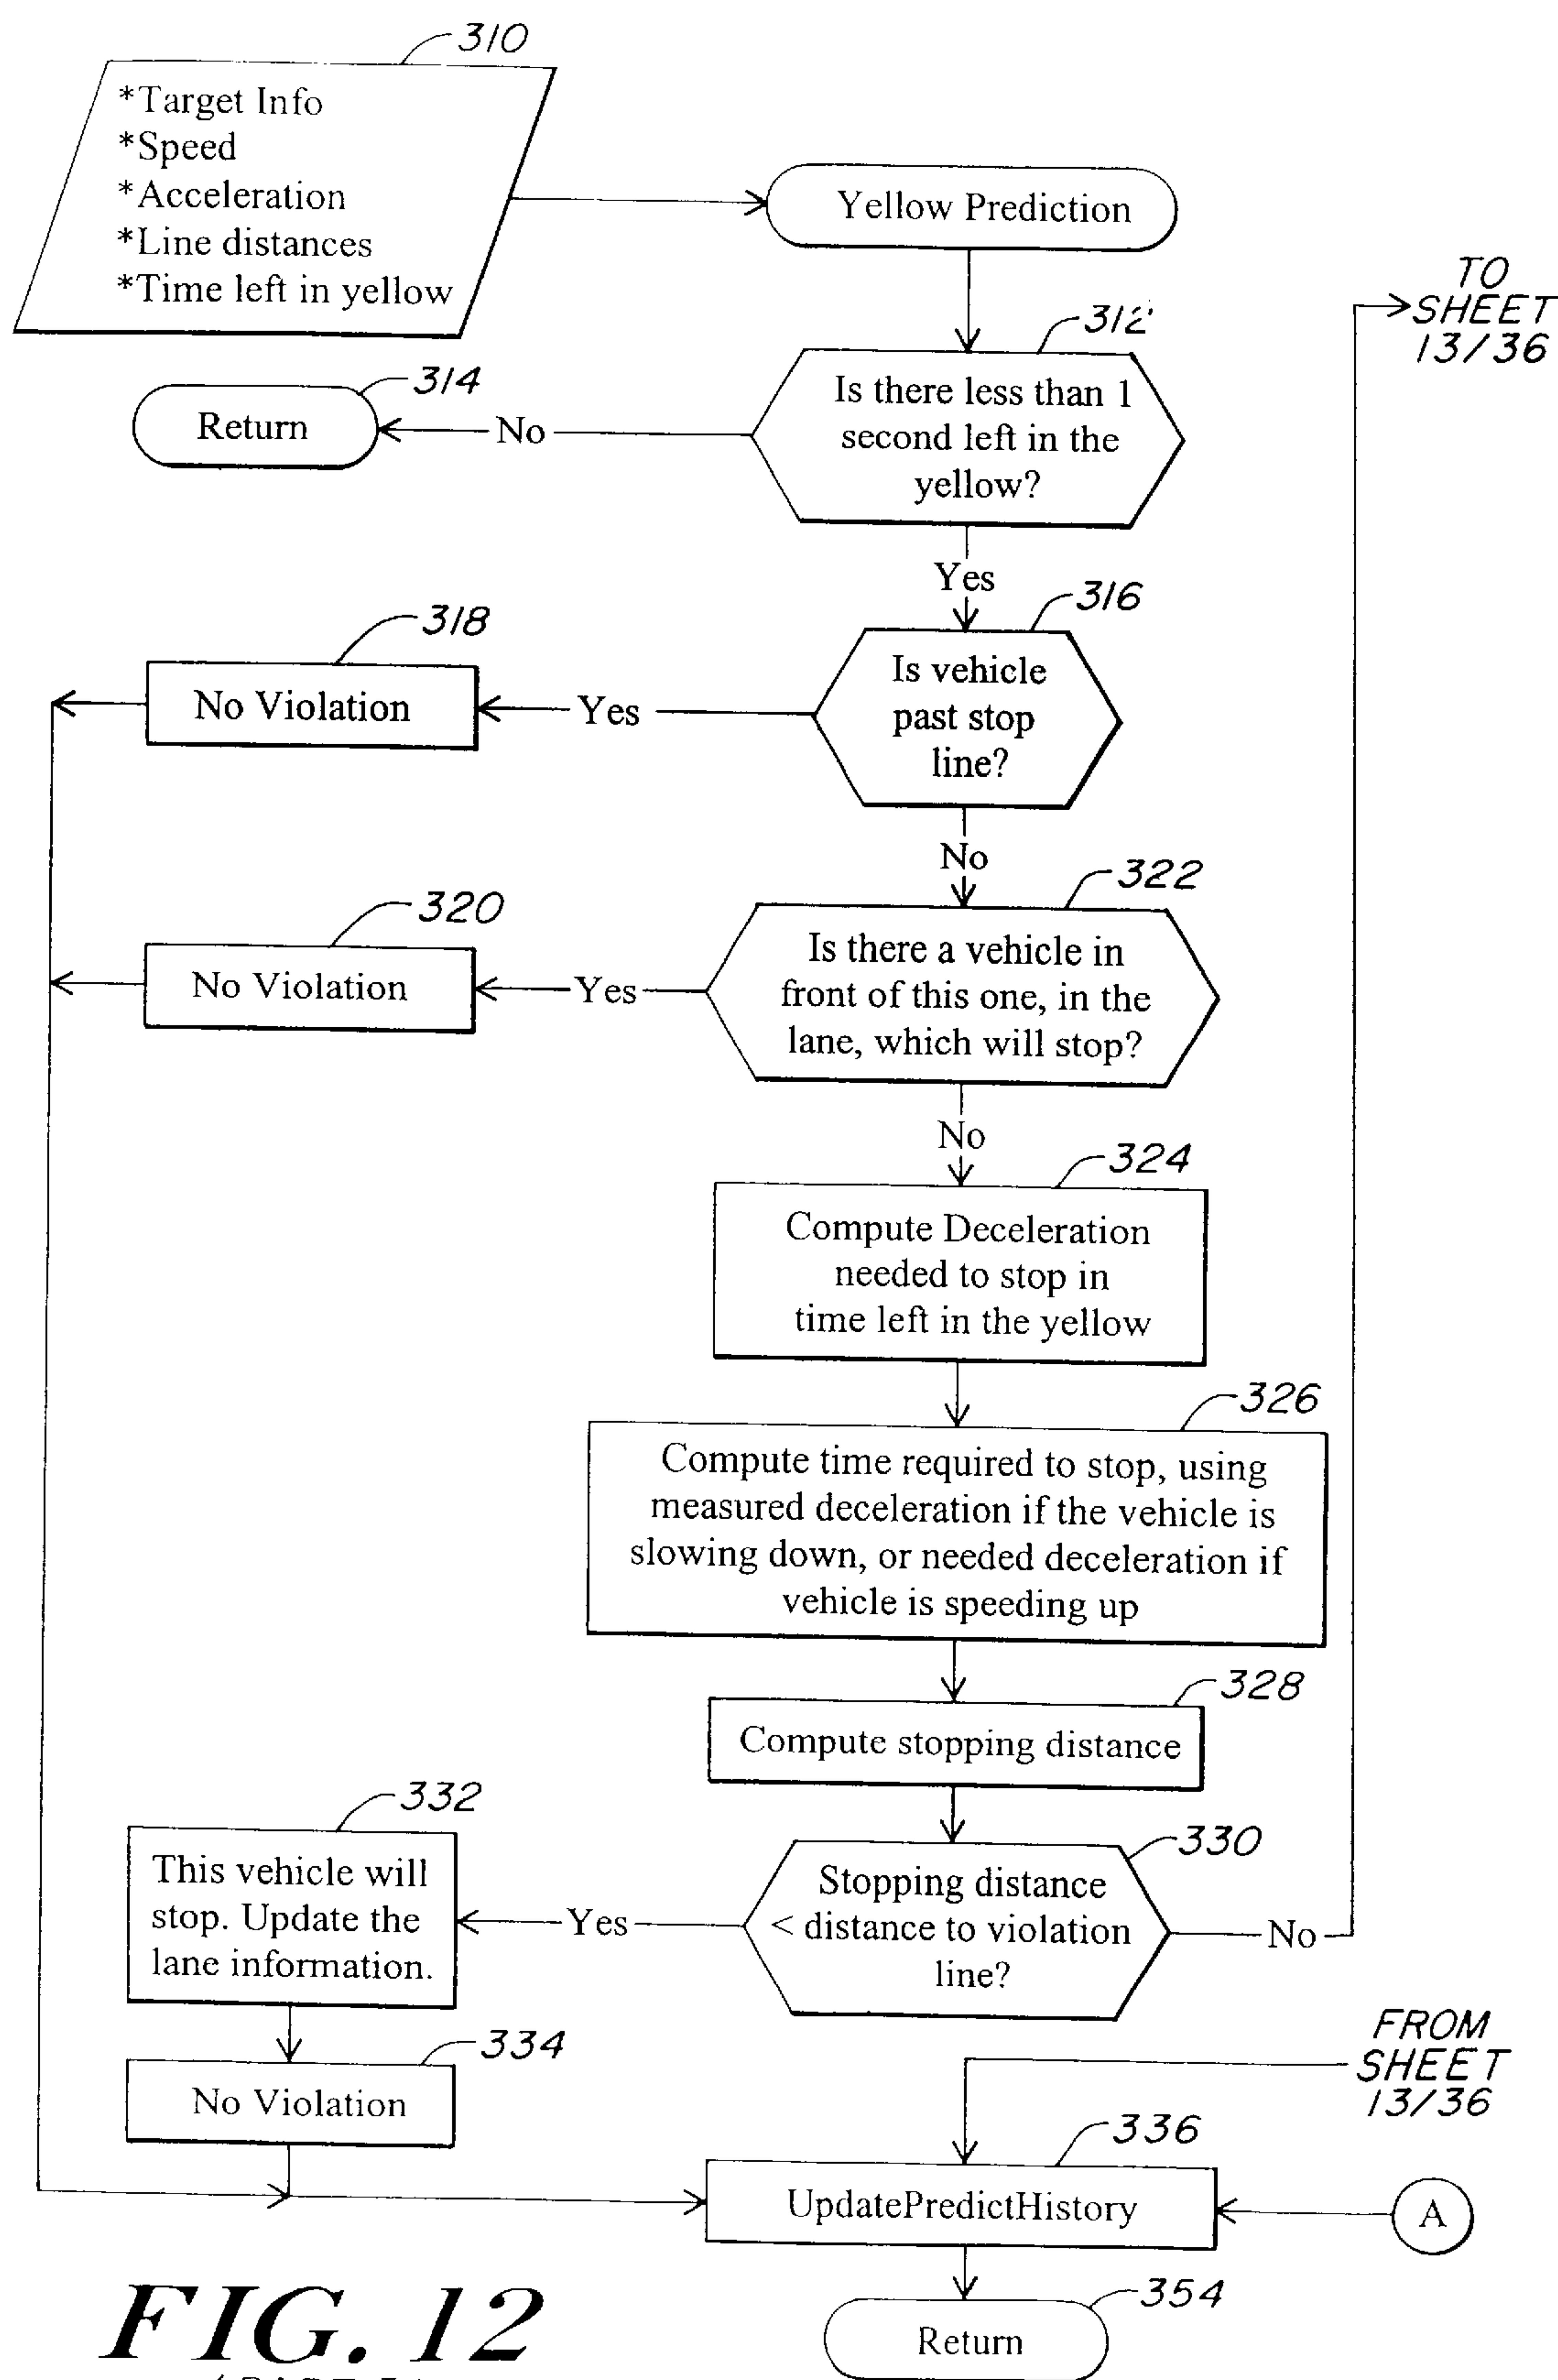 310
*Target Info
*Speed
*Acceleration
*Line distances
*Time left in yellow
Yellow Prediction
TO
SHEET
13/36
312
Is there less than 1
second left in the
yellow?
314
Return
No
Yes
316
Is vehicle
past stop
line?
318
No Violation
Yes
No
322
Is there a vehicle in
front of this one, in the
lane, which will stop?
320
No Violation
Yes
No
324
Compute Deceleration
needed to stop in
time left in the yellow
326
Compute time required to stop, using
measured deceleration if the vehicle is
slowing down, or needed deceleration if
vehicle is speeding up
328
Compute stopping distance
330
Stopping distance
< distance to violation
line?
No
Yes
332
This vehicle will
stop. Update the
lane information.
334
No Violation
FROM
SHEET
13/36
336
UpdatePredictHistory
A
354
Return
FIG. 12